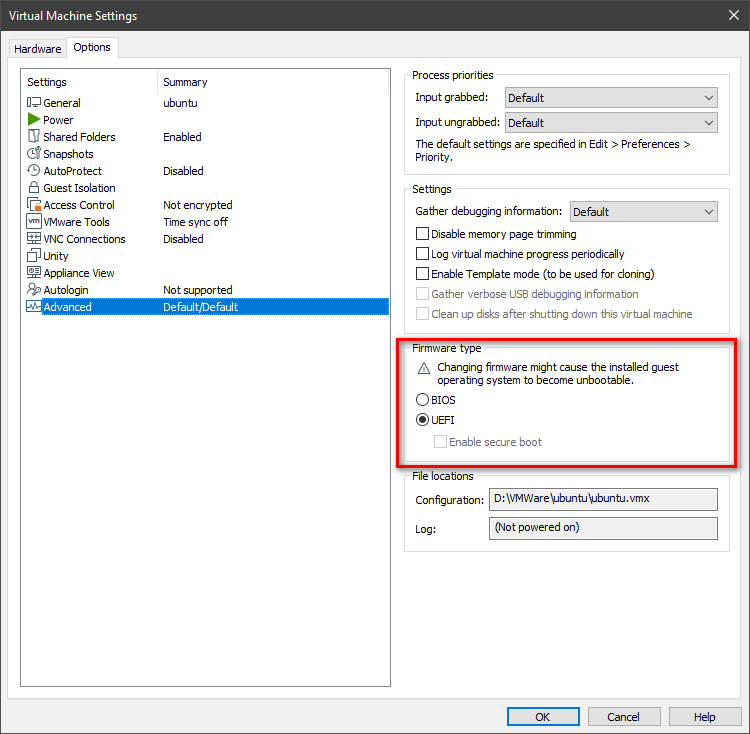 Virtual Machine Settings
Hardware Options
Settings Summary
General ubuntu
Power
Shared Folders Enabled
Snapshots
AutoProtect Disabled
Guest Isolation
Access Control Not encrypted
vm VMware Tools Time sync off
VNC Connections Disabled
Unity
Appliance View
Autologin Not supported
Advanced Default/Default
Process priorities
Input grabbed: Default
Input ungrabbed: Default
The default settings are specified in Edit > Preferences >
Priority.
Settings
Gather debugging information: Default
Disable memory page trimming
Log virtual machine progress periodically
Enable Template mode (to be used for cloning)
Gather verbose USB debugging information
Clean up disks after shutting down this virtual machine
Firmware type
Changing firmware might cause the installed guest
operating system to become unbootable.
BIOS
UEFI
Enable secure boot
File locations
Configuration: D:\VMWare\ubuntu\ubuntu.vmx
Log: (Not powered on)
OK Cancel Help